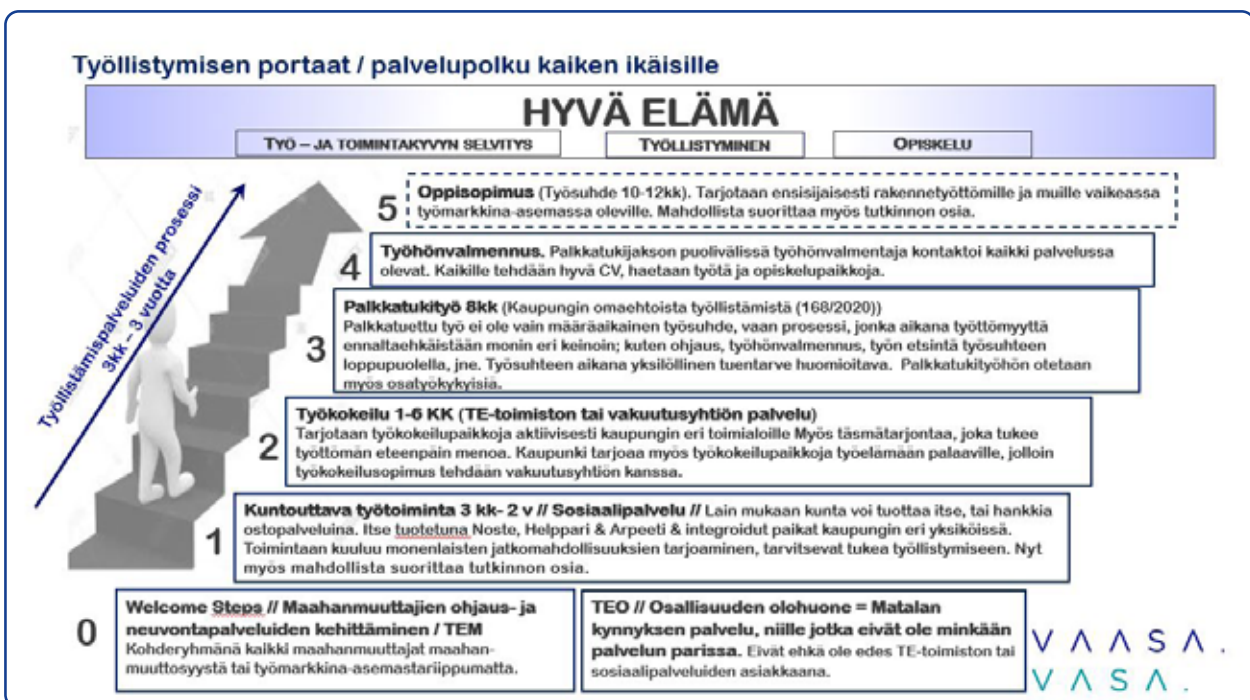 Työllistymisen portaat / palvelupolku kaiken ikäisille
HYVÄ ELÄMÄ
TYÖ – JA TOIMINTAKYVYN SELVITYS
TYÖLLISTYMINEN
OPISKELU
Työllistämispalveluiden prosessi
3kk – 3 vuotta
5
Oppisopimus (Työsuhde 10-12kk). Tarjotaan ensisijaisesti rakennetyöttömille ja muille vaikeassa
työmarkkina-asemassa oleville. Mahdollista suorittaa myös tutkinnon osia.
4
Työhönvalmennus. Palkkatukijakson puolivälissä työhönvalmentaja kontaktoi kaikki palvelussa
olevat. Kaikille tehdään hyvä CV, haetaan työtä ja opiskelupaikkoja.
3
Palkkatukityö 8kk (Kaupungin omaehtoista työllistämistä (168/2020))
Palkkatuettu työ ei ole vain määräaikainen työsuhde, vaan prosessi, jonka aikana työttömyyttä
ennaltaehkäistään monin eri keinoin; kuten ohjaus, työhönvalmennus, työn etsintä työsuhteen
loppupuolella, jne. Työsuhteen aikana yksilöllinen tuentarve huomioitava. Palkkatukityöhön otetaan
myös osatyökykyisiä.
2
Työkokeilu 1-6 KK (TE-toimiston tai vakuutusyhtiön palvelu)
Tarjotaan työkokeilupaikkoja aktiivisesti kaupungin eri toimialoille Myös täsmätarjontaa, joka tukee
työttömän eteenpäin menoa. Kaupunki tarjoaa myös työkokeilupaikkoja työelämään palaaville, jolloin
työkokeilusopimus tehdään vakuutusyhtiön kanssa.
1
Kuntouttava työtoiminta 3 kk- 2 v // Sosiaalipalvelu // Lain mukaan kunta voi tuottaa itse, tai hankkia
ostopalveluina. Itse tuotetuna Noste, Helppari & Arpeeti & integroidut paikat kaupungin eri yksiköissä.
Toimintaan kuuluu monenlaisten jatkomahdollisuuksien tarjoaminen, tarvitsevat tukea työllistymiseen. Nyt
myös mahdollista suorittaa tutkinnon osia.
0
Welcome Steps // Maahanmuuttajien ohjaus- ja
neuvontapalveluiden kehittäminen / TEM
Kohderyhmänä kaikki maahanmuuttajat maahan-
muuttosyystä tai työmarkkina-asemastariippumatta.
TEO // Osallisuuden olohuone = Matalan
kynnyksen palvelu, niille jotka eivät ole minkään
palvelun parissa. Eivät ehkä ole edes TE-toimiston tai
sosiaalipalveluiden asiakkaana.
VAASA.
VASA.